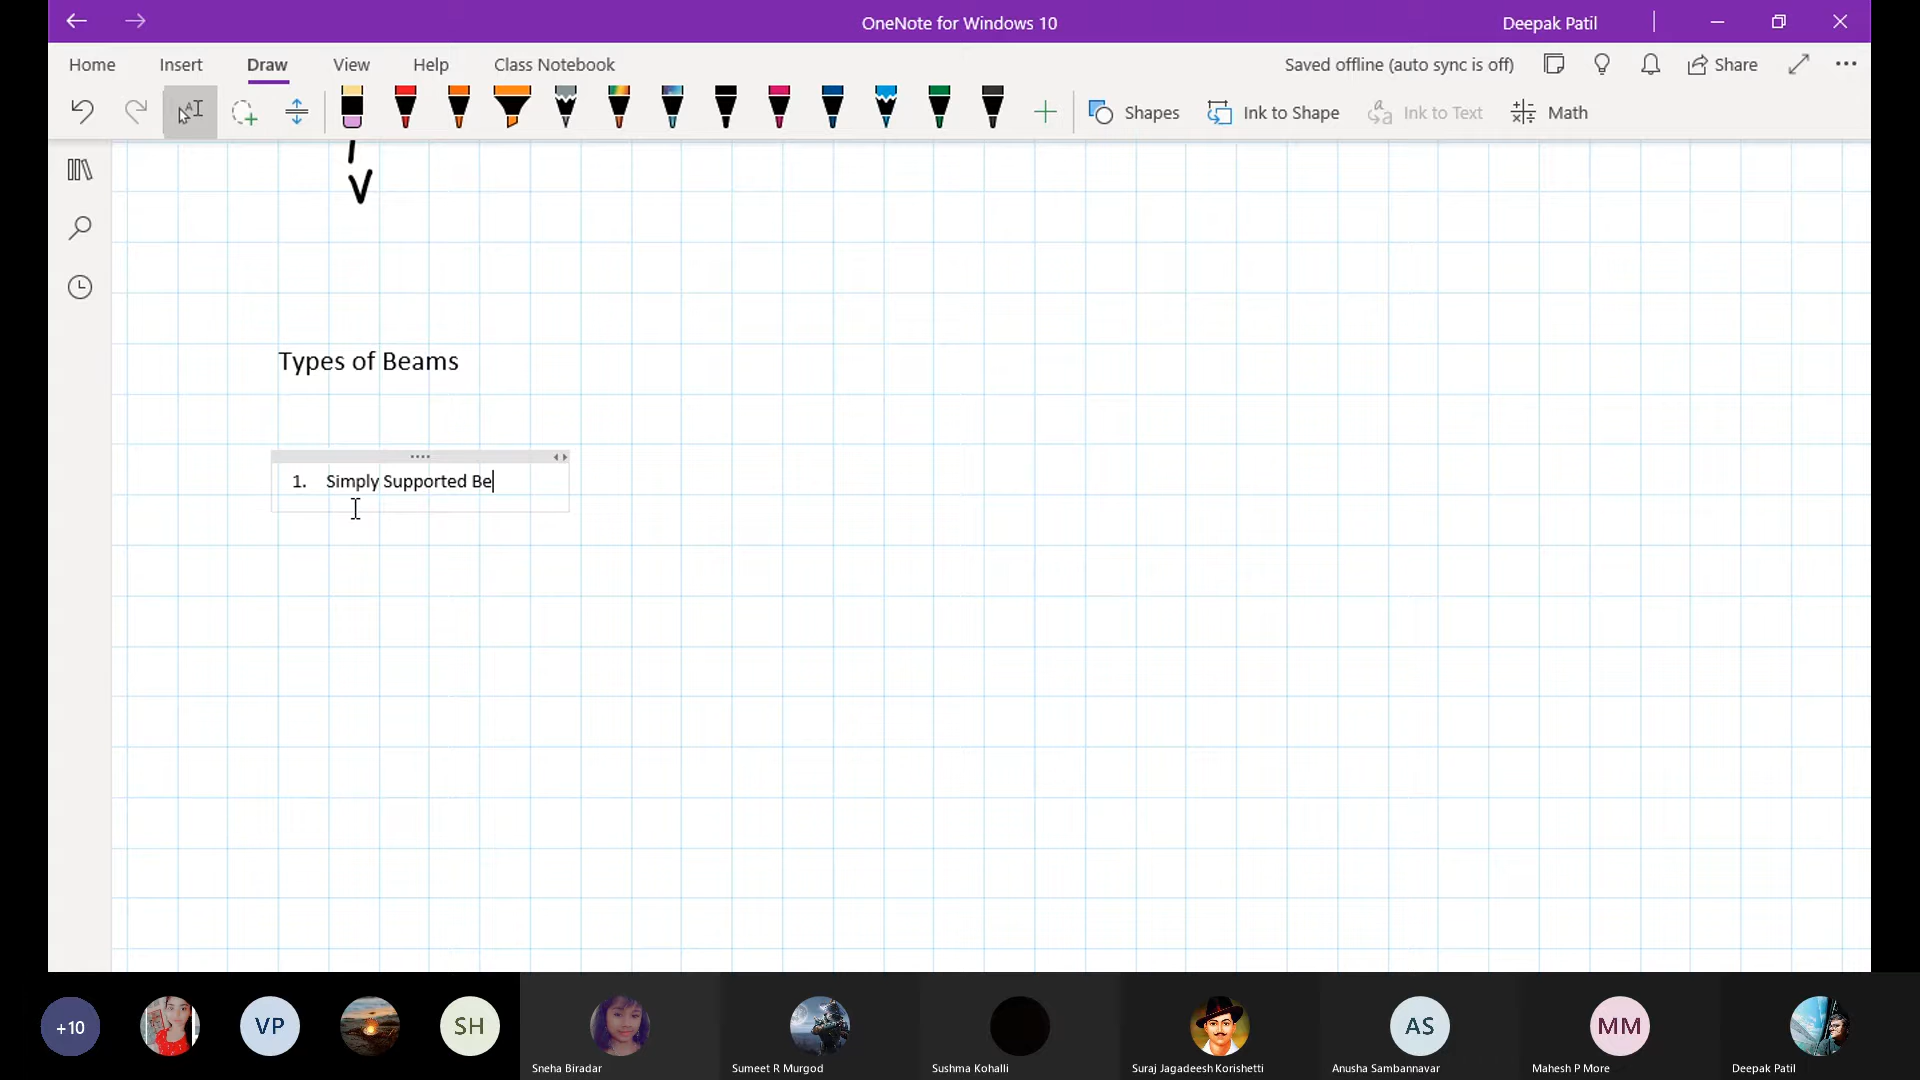 OneNote for Windows 10
Deepak Patil
Home Insert Draw View Help Class Notebook
Saved offline (auto sync is off)
Share
Shapes
Ink to Shape
Ink to Text
Math
V
Types of Beams
1. Simply Supported Be
+10
VP
SH
AS
MM
Sneha Biradar
Sumeet R Murgod
Sushma Kohalli
Suraj Jagadeesh Korishetti
Anusha Sambannavar
Mahesh P More
Deepak Patil